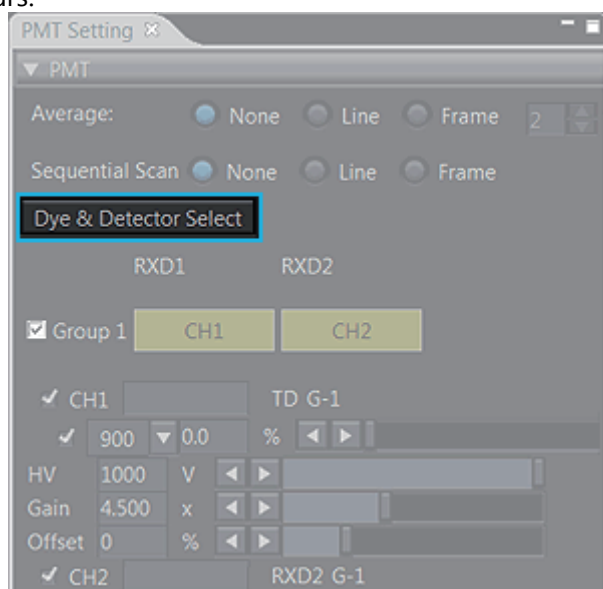 urs.
PMT Setting
PMT
Average: None Line Frame 2
Sequential Scan None Line Frame
Dye & Detector Select
RXD1 RXD2
Group 1 CH1 CH2
CH1 TD G-1
900 0.0 %
HV 1000 V
Gain 4.500 x
Offset 0 %
CH2 RXD2 G-1